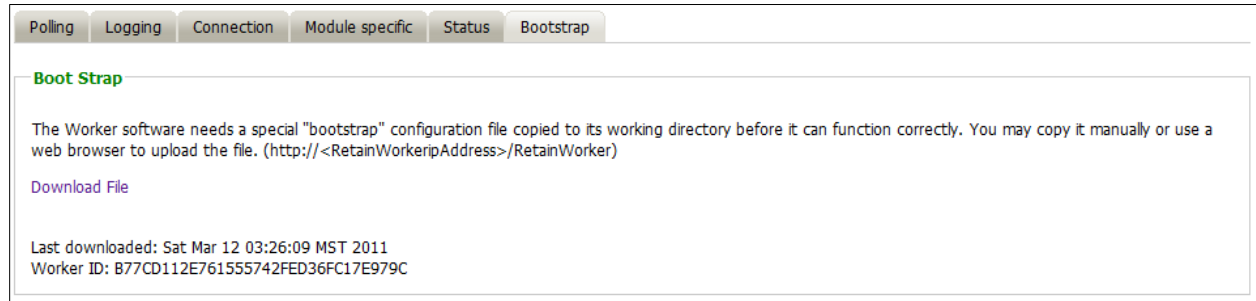 Polling Logging Connection Module specific Status Bootstrap
Boot Strap
The Worker software needs a special "bootstrap" configuration file copied to its working directory before it can function correctly. You may copy it manually or use a
web browser to upload the file. (http://<RetainWorkeripAddress>/RetainWorker)
Download File
Last downloaded: Sat Mar 12 03:26:09 MST 2011
Worker ID: B77CD112E761555742FED36FC17E979C